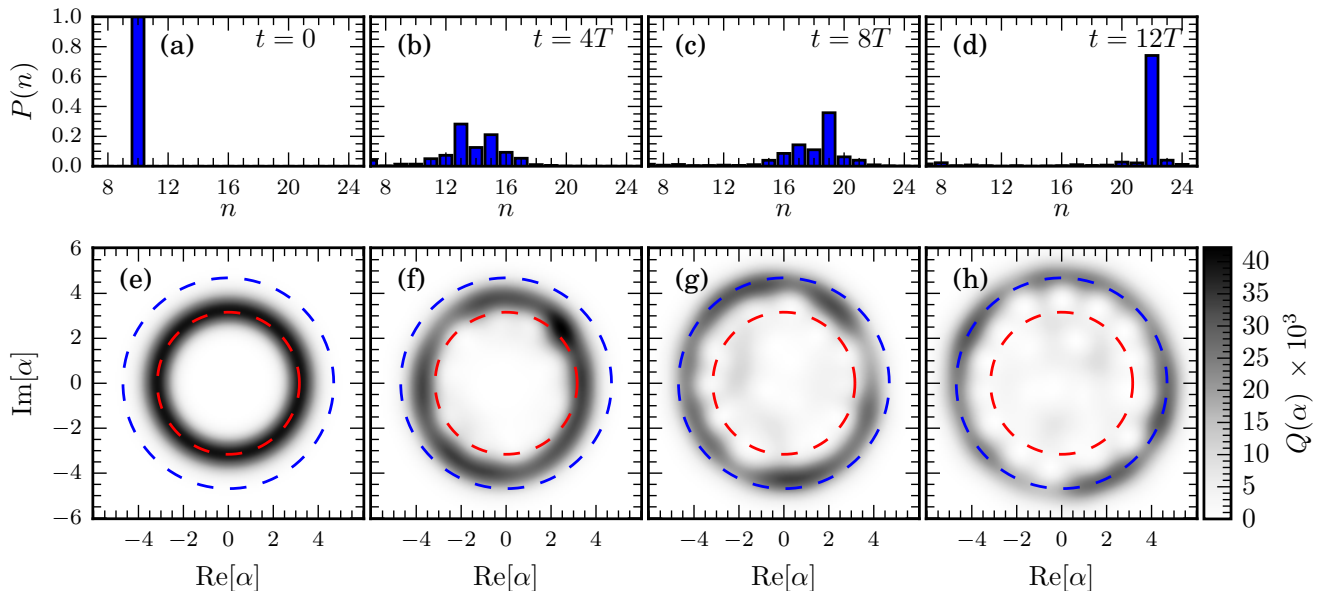 (a) t = 0
(b) t = 4T
(c) t = 8T
(d) t = 12T
P(n)
1.0
0.8
0.6
0.4
0.2
0.0
8 12 16 20 24
8 12 16 20 24
8 12 16 20 24
8 12 16 20 24
n
n
n
n
(e)
(f)
(g)
(h)
Im[α]
6
4
2
0
−2
−4
−6
−4 −2 0 2 4
−4 −2 0 2 4
−4 −2 0 2 4
−4 −2 0 2 4
Re[α]
Re[α]
Re[α]
Re[α]
40
35
30
25
20
15
10
5
0
Q(α) × 10³